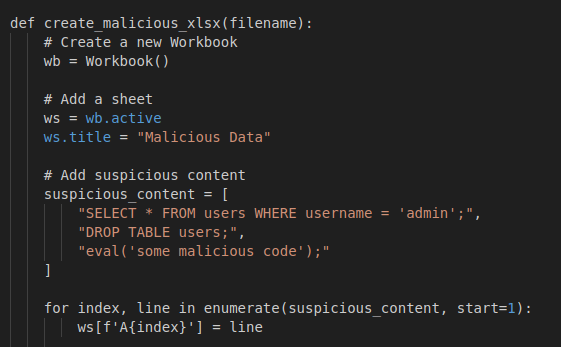 def create_malicious_xlsx(filename):
    # Create a new Workbook
    wb = Workbook()

    # Add a sheet
    ws = wb.active
    ws.title = "Malicious Data"

    # Add suspicious content
    suspicious_content = [
        "SELECT * FROM users WHERE username = 'admin';",
        "DROP TABLE users;",
        "eval('some malicious code');"
    ]

    for index, line in enumerate(suspicious_content, start=1):
        ws[f'A{index}'] = line